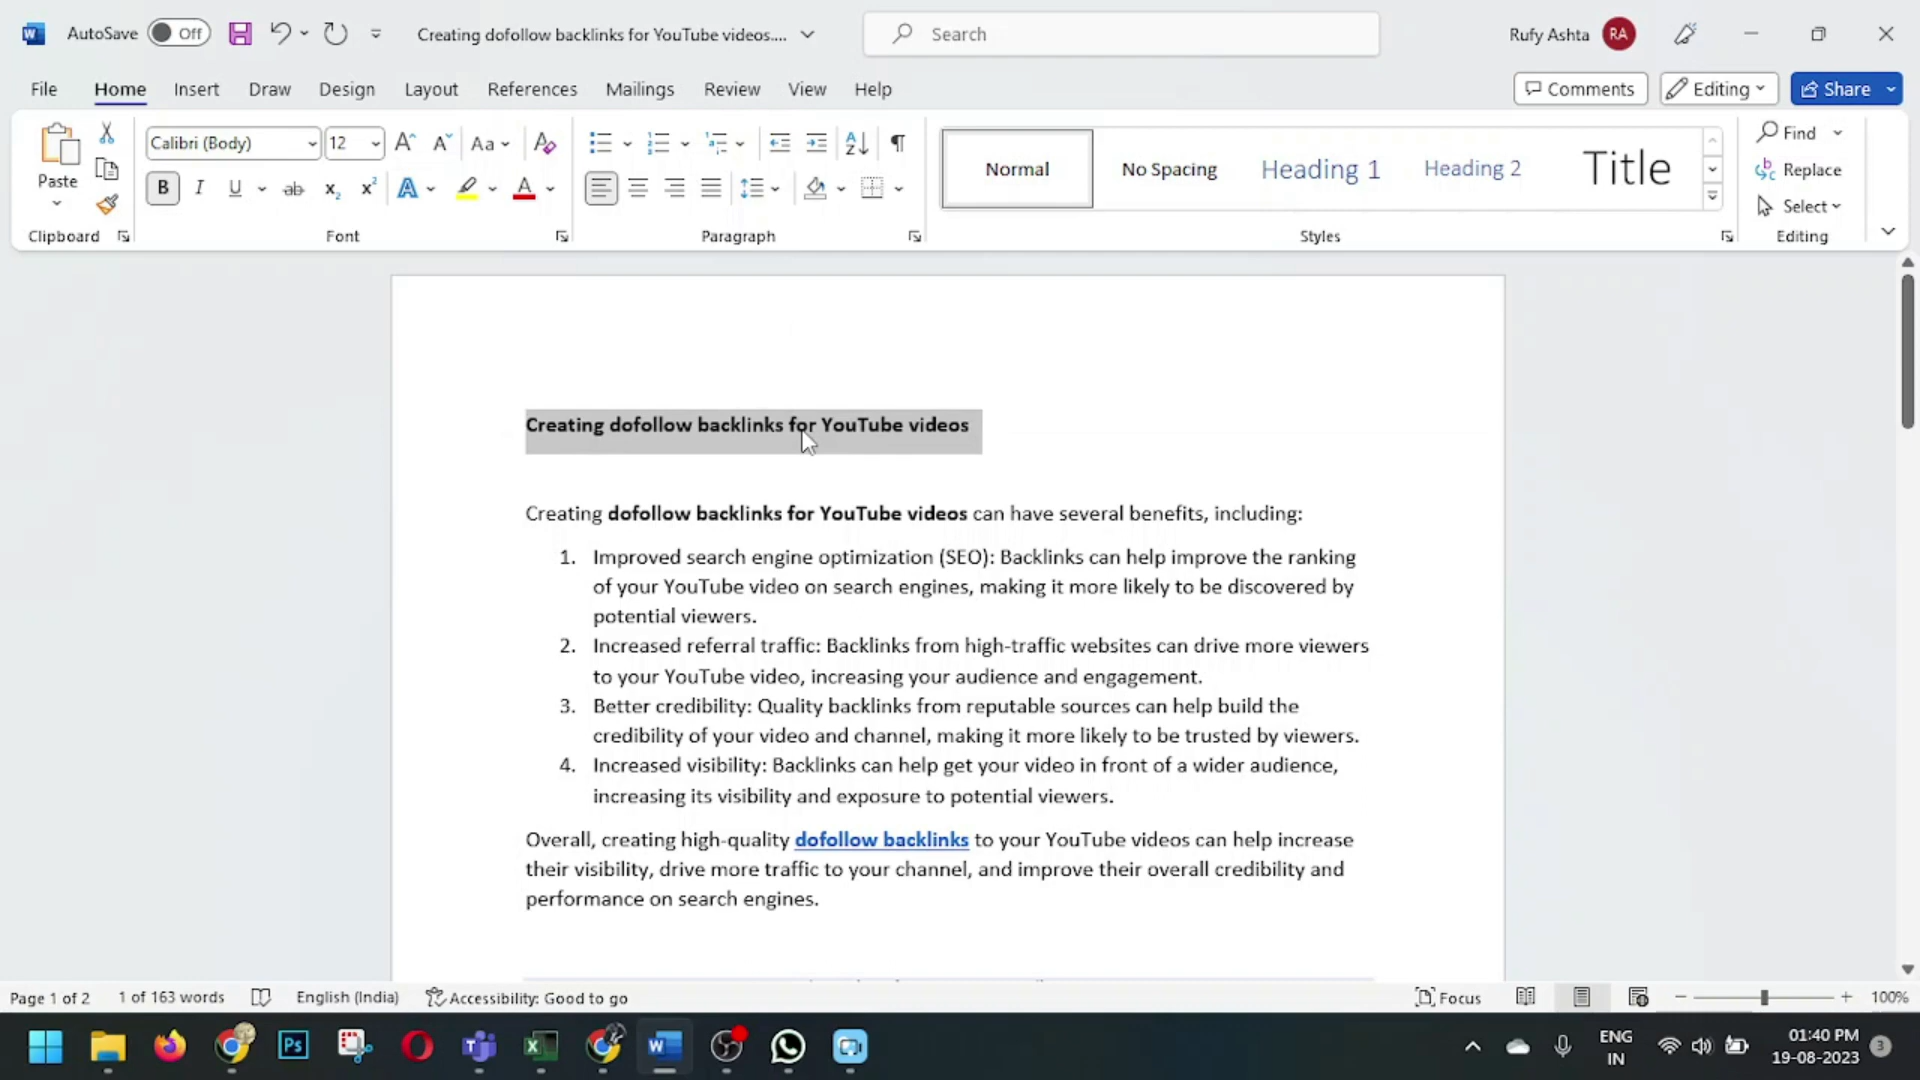 AutoSave Off Creating dofollow backlinks for YouTube videos.... Search Rufy Ashta RA
File Home Insert Draw Design Layout References Mailings Review View Help Comments Editing Share
Calibri (Body) 12 Aa Find
Paste Normal No Spacing Heading 1 Heading 2 Title Replace
B I U ab x₂ x² A A Select
Clipboard Font Paragraph Styles Editing
Creating dofollow backlinks for YouTube videos
Creating dofollow backlinks for YouTube videos can have several benefits, including:
1. Improved search engine optimization (SEO): Backlinks can help improve the ranking
of your YouTube video on search engines, making it more likely to be discovered by
potential viewers.
2. Increased referral traffic: Backlinks from high-traffic websites can drive more viewers
to your YouTube video, increasing your audience and engagement.
3. Better credibility: Quality backlinks from reputable sources can help build the
credibility of your video and channel, making it more likely to be trusted by viewers.
4. Increased visibility: Backlinks can help get your video in front of a wider audience,
increasing its visibility and exposure to potential viewers.
Overall, creating high-quality dofollow backlinks to your YouTube videos can help increase
their visibility, drive more traffic to your channel, and improve their overall credibility and
performance on search engines.
Page 1 of 2 1 of 163 words English (India) Accessibility: Good to go Focus 100%
Ps ENG 01:40 PM
IN 19-08-2023 3